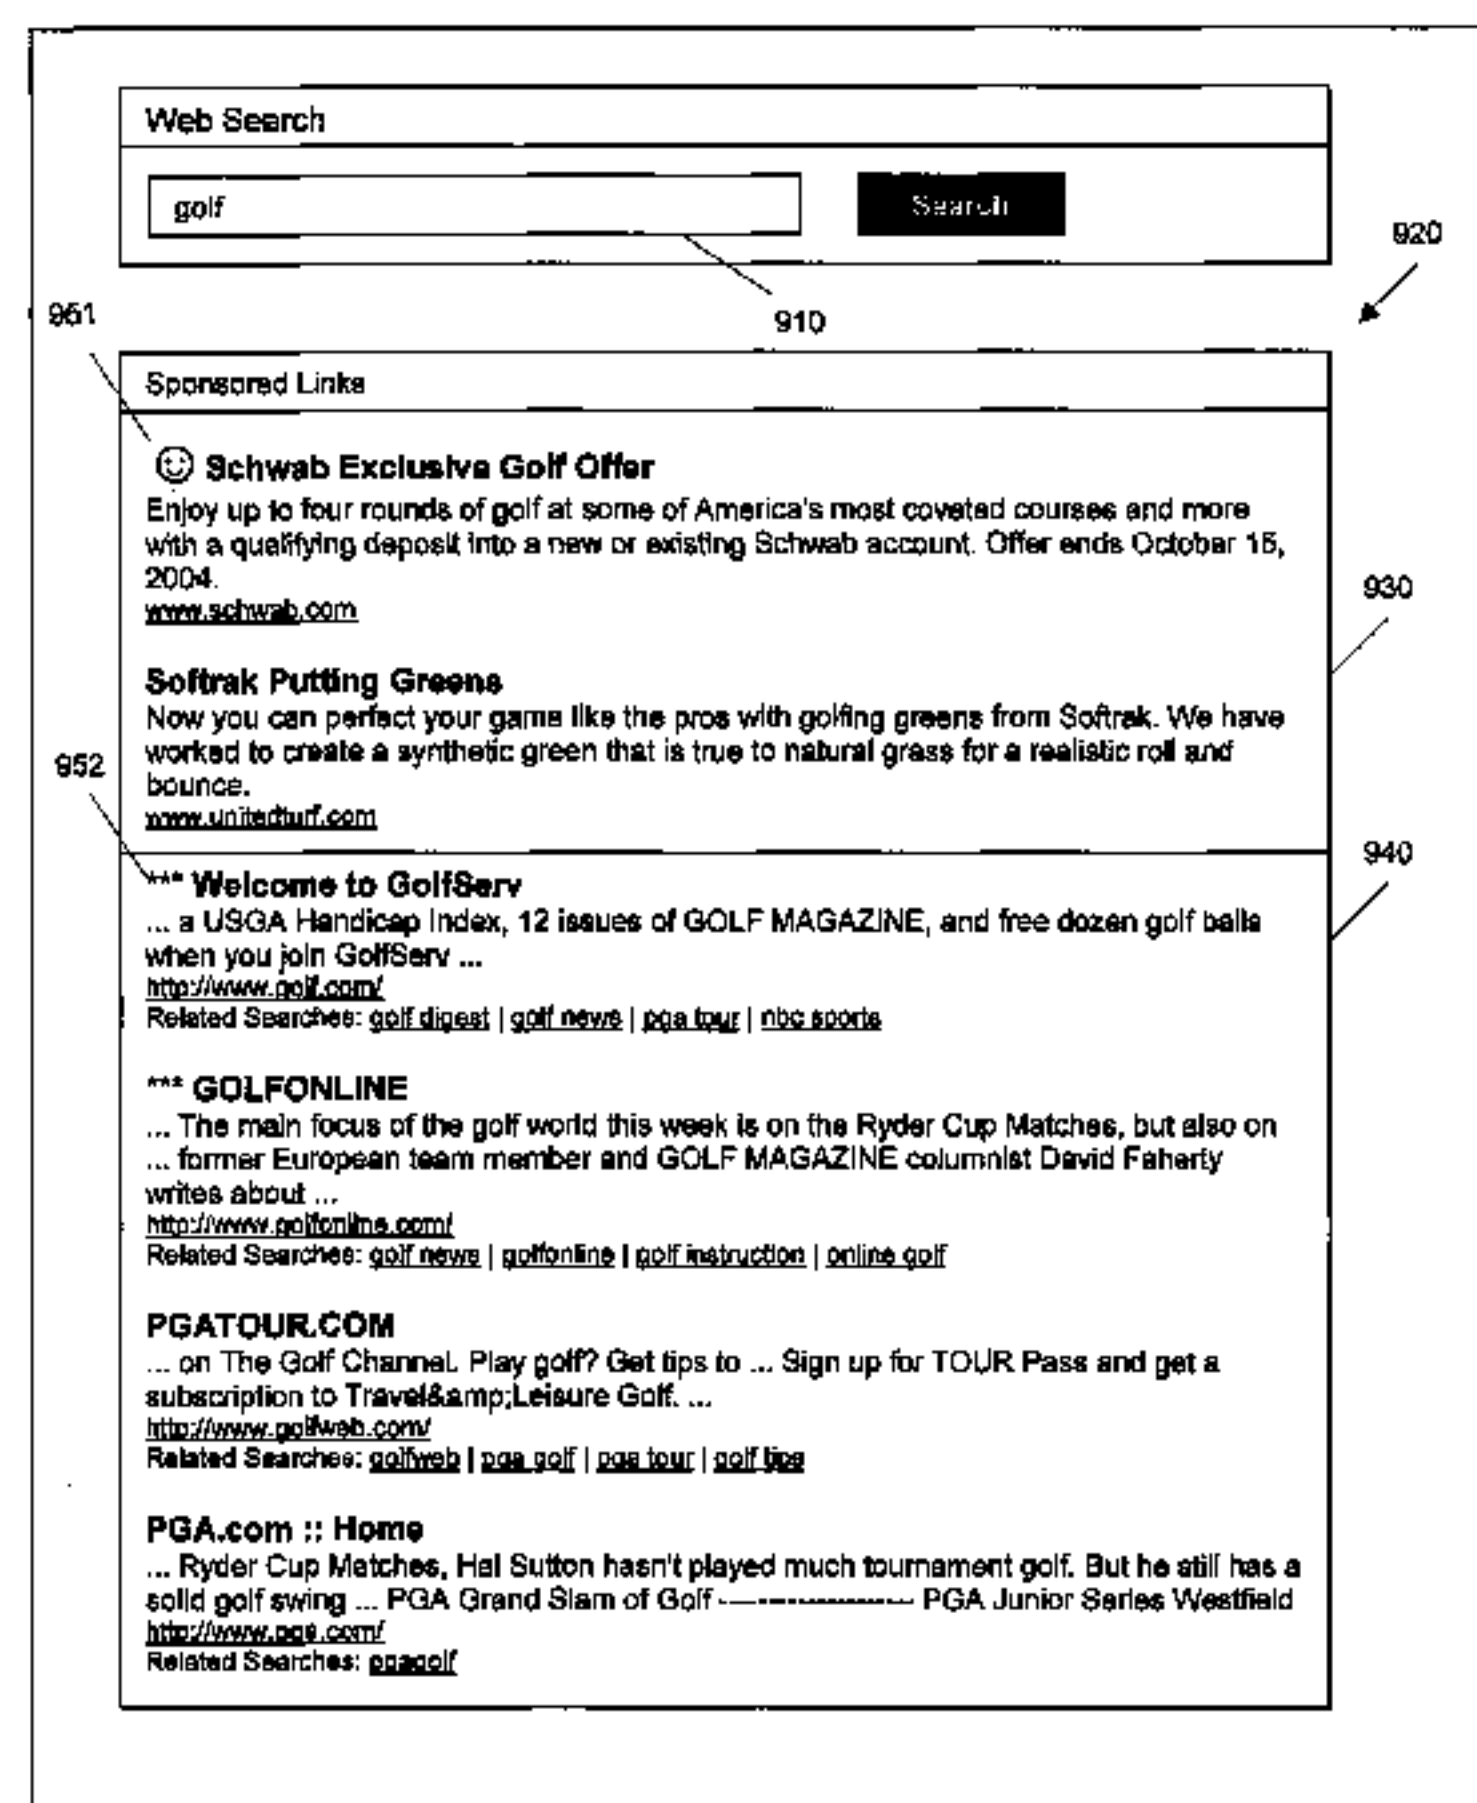 Web Search
golf
Search
920
951
910
Sponsored Links
Schwab Exclusive Golf Offer
Enjoy up to four rounds of golf at some of America's most coveted courses and more
with a qualifying deposit into a new or existing Schwab account. Offer ends October 15,
2004.
www.schwab.com
930
Softrak Putting Greens
Now you can perfect your game like the pros with golfing greens from Softrak. We have
worked to create a synthetic green that is true to natural grass for a realistic roll and
bounce.
www.unitedturf.com
952
940
*** Welcome to GolfServ
... a USGA Handicap Index, 12 issues of GOLF MAGAZINE, and free dozen golf balls
when you join GolfServ ...
http://www.golf.com/
Related Searches: golf digest | golf news | pga tour | nbc sports
*** GOLFONLINE
... The main focus of the golf world this week is on the Ryder Cup Matches, but also on
... former European team member and GOLF MAGAZINE columnist David Feherty
writes about ...
http://www.golfonline.com/
Related Searches: golf news | golfonline | golf instruction | online golf
PGATOUR.COM
... on The Golf Channel. Play golf? Get tips to ... Sign up for TOUR Pass and get a
subscription to Travel&amp;Leisure Golf. ...
http://www.golfweb.com/
Related Searches: golfweb | pga golf | pga tour | golf tips
PGA.com :: Home
... Ryder Cup Matches, Hal Sutton hasn't played much tournament golf. But he still has a
solid golf swing ... PGA Grand Slam of Golf ------------------- PGA Junior Series Westfield
http://www.pga.com/
Related Searches: pgagolf